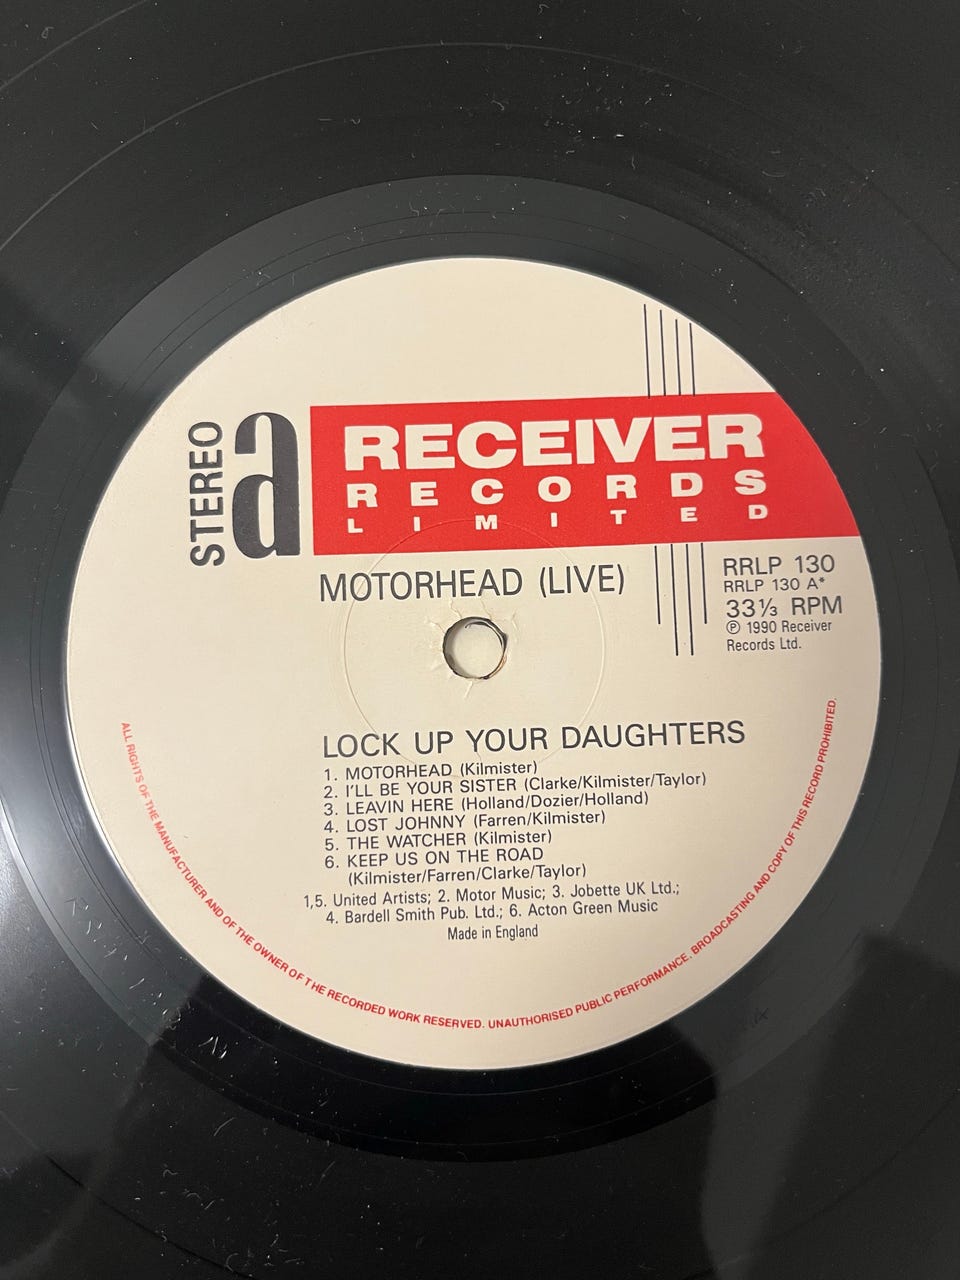 STEREO
a
RECEIVER
RECORDS
LIMITED
MOTORHEAD (LIVE)
RRLP 130
RRLP 130 A*
33⅓ RPM
℗ 1990 Receiver
Records Ltd.
LOCK UP YOUR DAUGHTERS
1. MOTORHEAD (Kilmister)
2. I'LL BE YOUR SISTER (Clarke/Kilmister/Taylor)
3. LEAVIN HERE (Holland/Dozier/Holland)
4. LOST JOHNNY (Farren/Kilmister)
5. THE WATCHER (Kilmister)
6. KEEP US ON THE ROAD
(Kilmister/Farren/Clarke/Taylor)
1,5. United Artists; 2. Motor Music; 3. Jobette UK Ltd.;
4. Bardell Smith Pub. Ltd.; 6. Acton Green Music
Made in England
ALL RIGHTS OF THE MANUFACTURER AND OF THE OWNER OF THE RECORDED WORK RESERVED. UNAUTHORISED PUBLIC PERFORMANCE, BROADCASTING AND COPY OF THIS RECORD PROHIBITED.